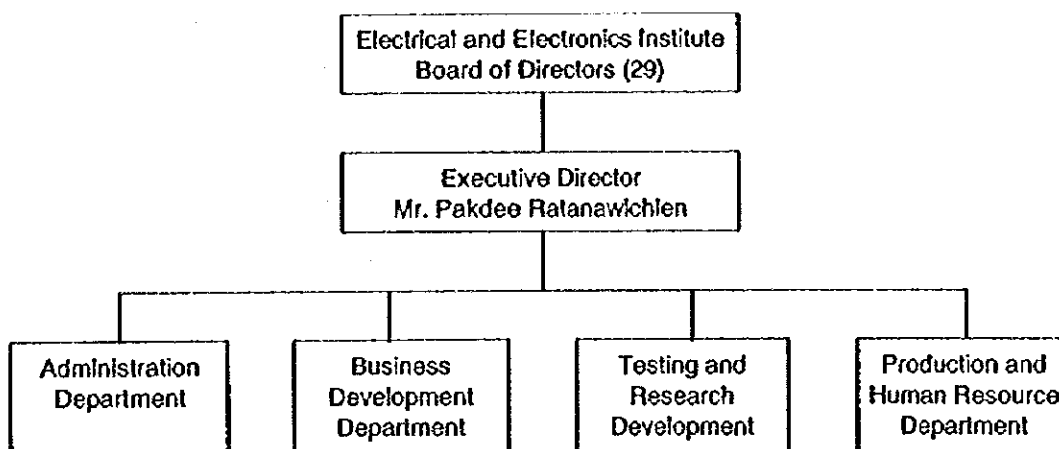 Electrical and Electronics Institute
Board of Directors (29)
Executive Director
Mr. Pakdee Ratanawichien
Administration
Department
Business
Development
Department
Testing and
Research
Development
Production and
Human Resource
Department